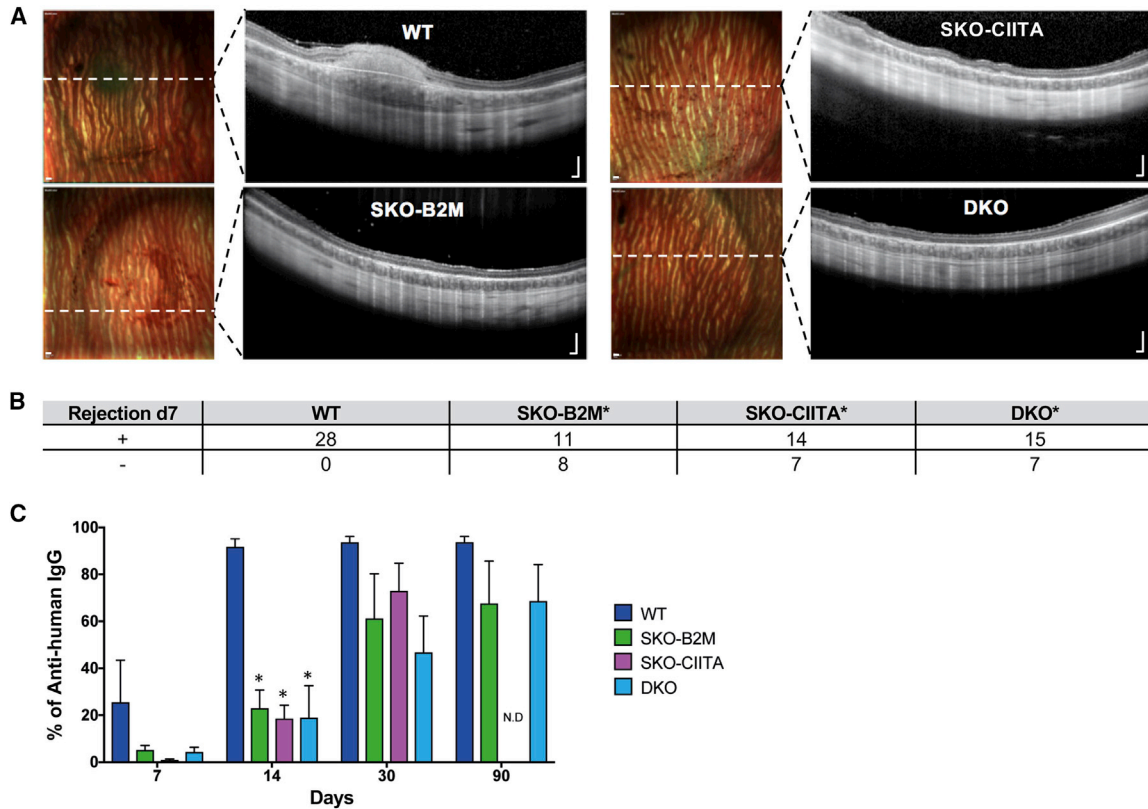 A
WT
SKO-CIITA
SKO-B2M
DKO
B
Rejection d7 WT SKO-B2M* SKO-CIITA* DKO*
+ 28 11 14 15
- 0 8 7 7
C
% of Anti-human IgG
100
80
60
40
20
0
* * *
N.D
7 14 30 90
Days
WT
SKO-B2M
SKO-CIITA
DKO